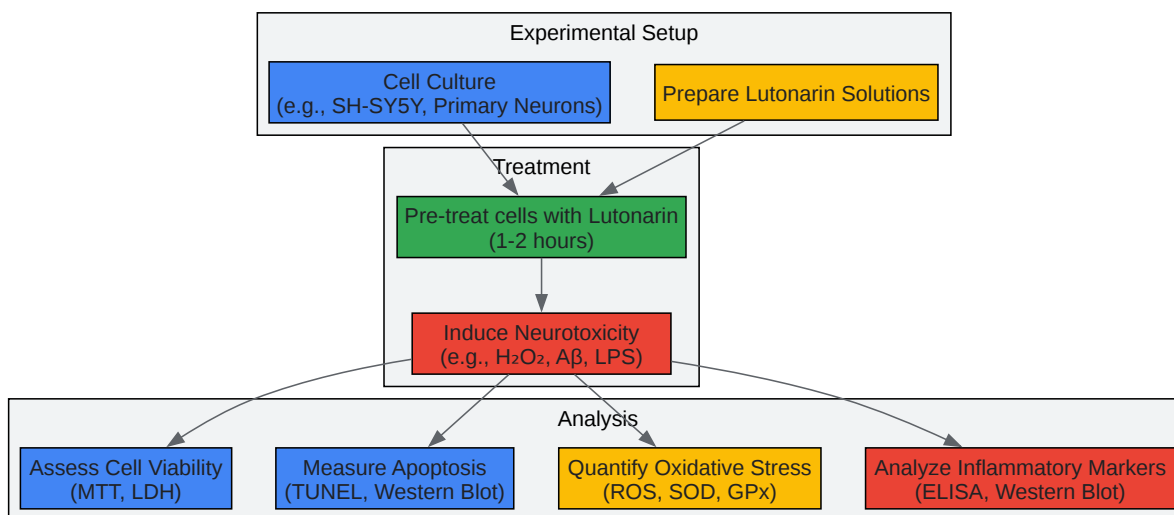 Experimental Setup
Cell Culture
(e.g., SH-SY5Y, Primary Neurons)
Prepare Lutonarin Solutions
Treatment
Pre-treat cells with Lutonarin
(1-2 hours)
Induce Neurotoxicity
(e.g., H₂O₂, Aβ, LPS)
Analysis
Assess Cell Viability
(MTT, LDH)
Measure Apoptosis
(TUNEL, Western Blot)
Quantify Oxidative Stress
(ROS, SOD, GPx)
Analyze Inflammatory Markers
(ELISA, Western Blot)